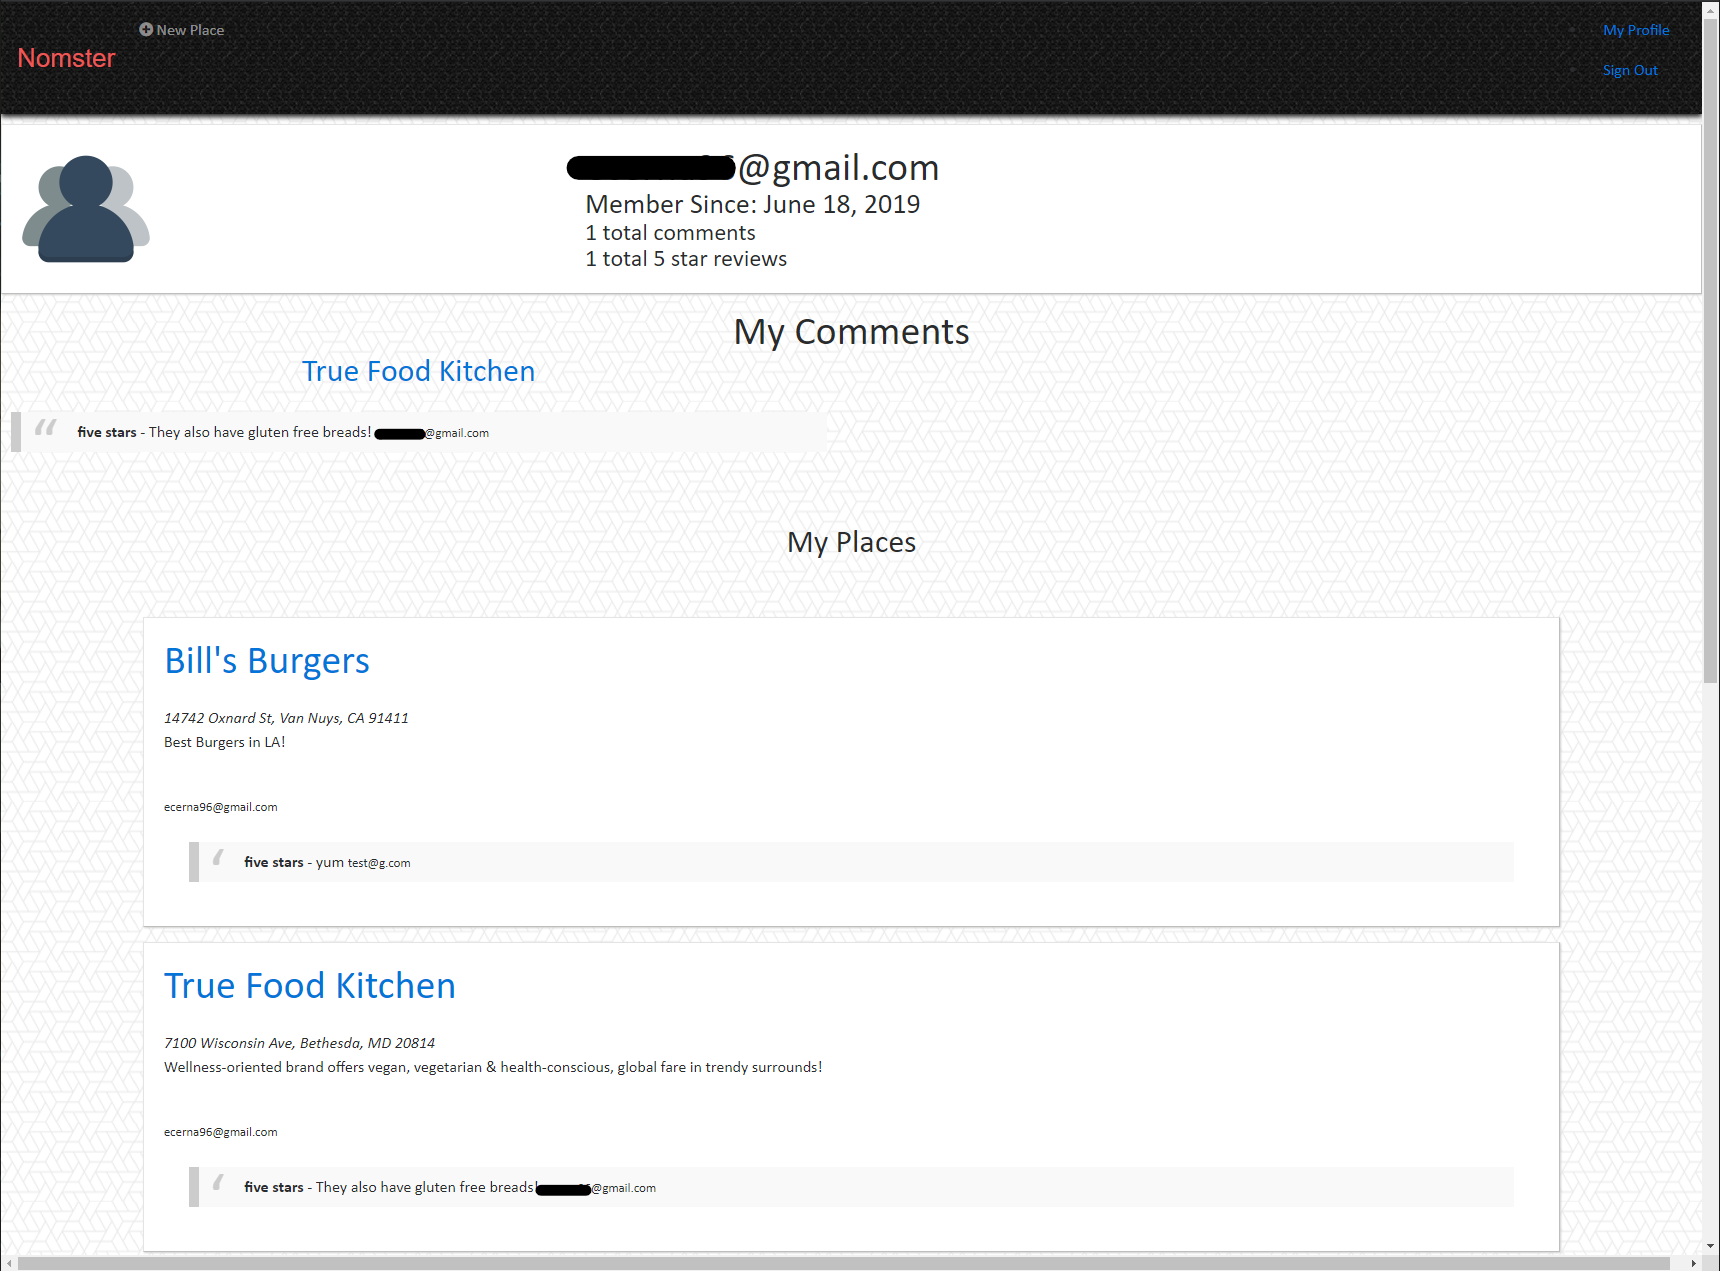 New Place
Nomster
My Profile
Sign Out
@gmail.com
Member Since: June 18, 2019
1 total comments
1 total 5 star reviews
My Comments
True Food Kitchen
five stars - They also have gluten free breads! @gmail.com
My Places
Bill's Burgers
14742 Oxnard St, Van Nuys, CA 91411
Best Burgers in LA!
ecerna96@gmail.com
five stars - yum test@g.com
True Food Kitchen
7100 Wisconsin Ave, Bethesda, MD 20814
Wellness-oriented brand offers vegan, vegetarian & health-conscious, global fare in trendy surrounds!
ecerna96@gmail.com
five stars - They also have gluten free breads! @gmail.com